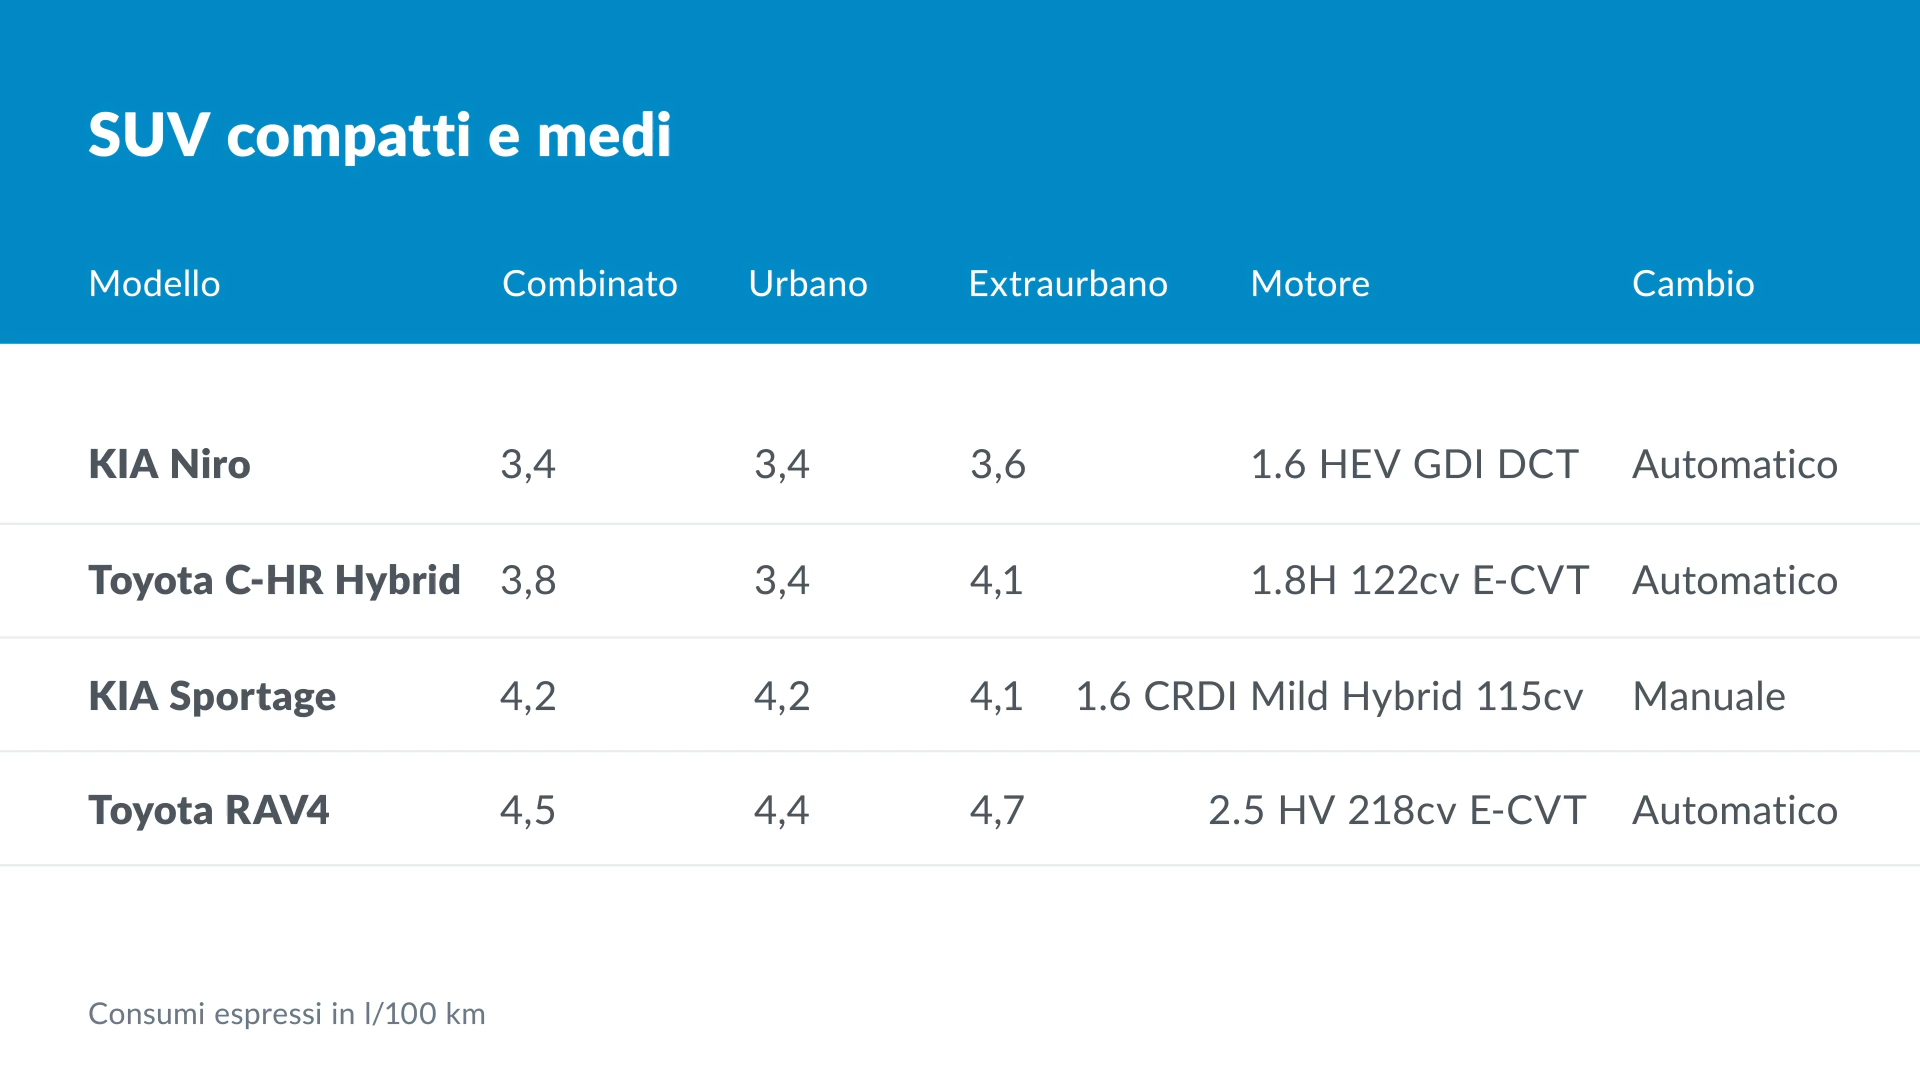 SUV compatti e medi
Modello Combinato Urbano Extraurbano Motore Cambio
KIA Niro 3,4 3,4 3,6 1.6 HEV GDI DCT Automatico
Toyota C-HR Hybrid 3,8 3,4 4,1 1.8H 122cv E-CVT Automatico
KIA Sportage 4,2 4,2 4,1 1.6 CRDI Mild Hybrid 115cv Manuale
Toyota RAV4 4,5 4,4 4,7 2.5 HV 218cv E-CVT Automatico
Consumi espressi in l/100 km